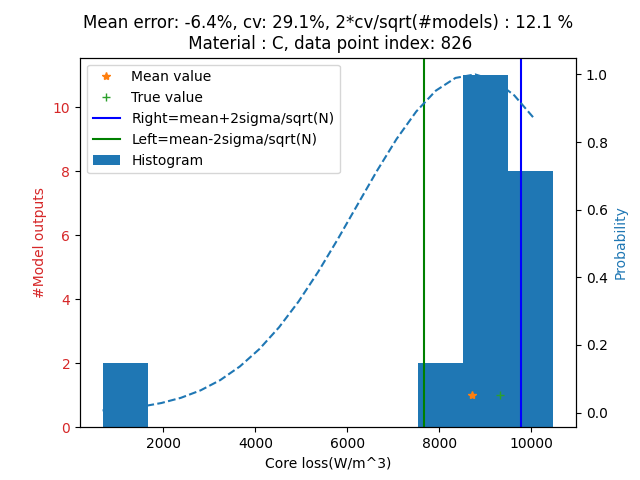 Mean error: -6.4%, cv: 29.1%, 2*cv/sqrt(#models) : 12.1 %
Material : C, data point index: 826
Mean value
True value
Right=mean+2sigma/sqrt(N)
Left=mean-2sigma/sqrt(N)
Histogram
#Model outputs
10
8
6
4
2
0
1.0
0.8
0.6
0.4
0.2
0.0
Probability
2000 4000 6000 8000 10000
Core loss(W/m^3)